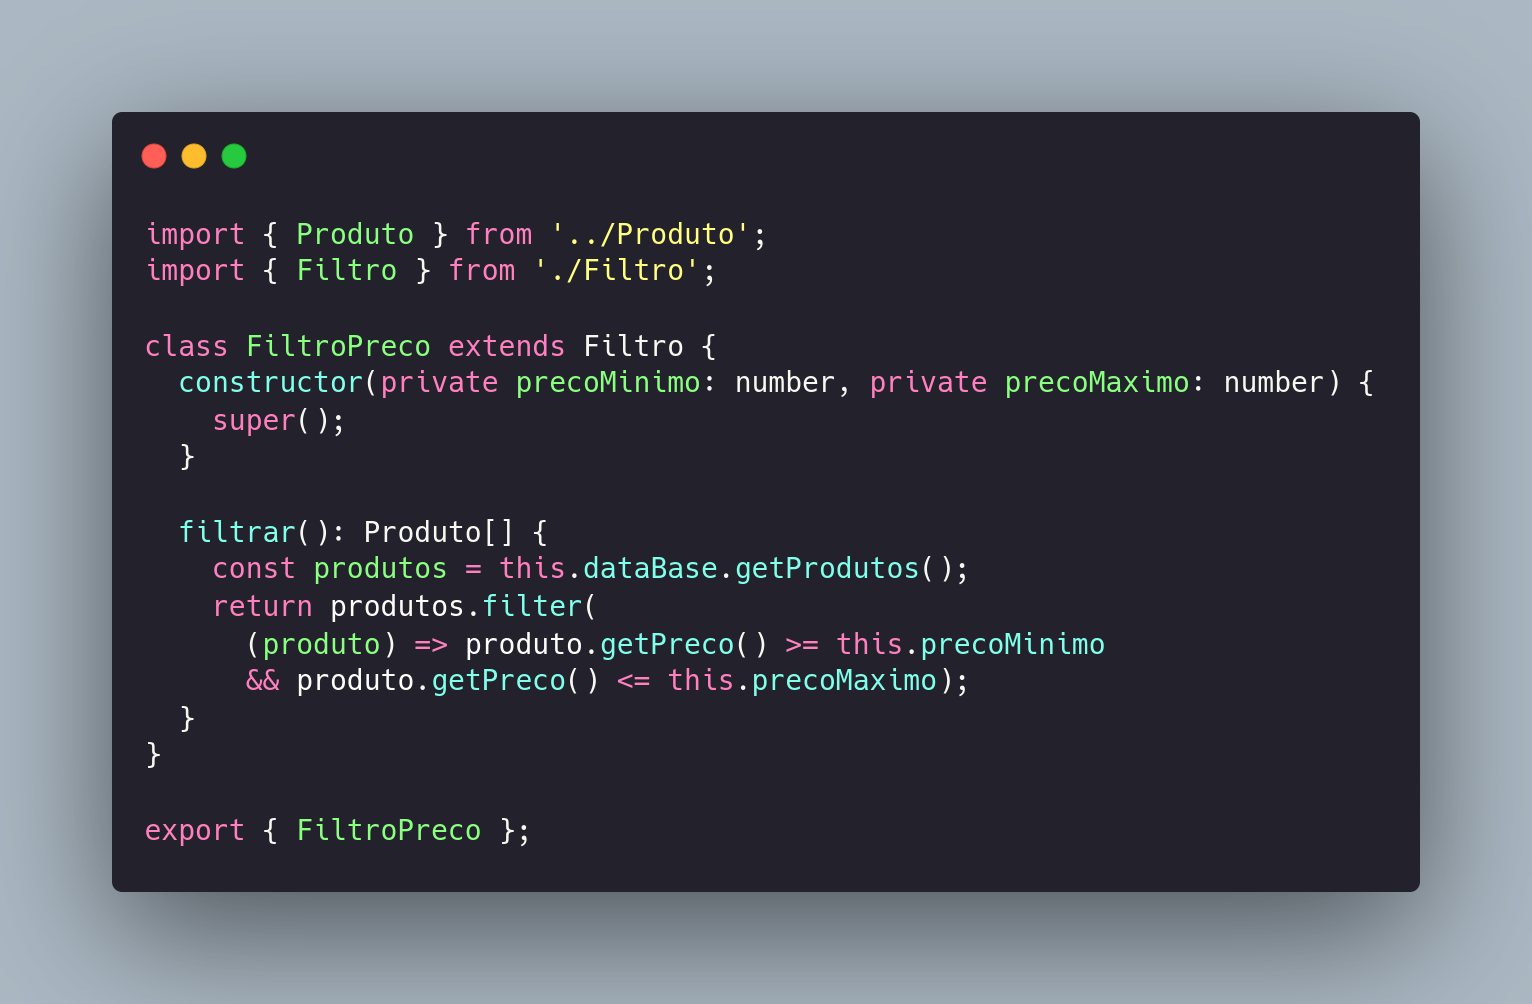 import { Produto } from '../Produto';
import { Filtro } from './Filtro';

class FiltroPreco extends Filtro {
  constructor(private precoMinimo: number, private precoMaximo: number) {
    super();
  }

  filtrar(): Produto[] {
    const produtos = this.dataBase.getProdutos();
    return produtos.filter(
      (produto) => produto.getPreco() >= this.precoMinimo
      && produto.getPreco() <= this.precoMaximo);
  }
}

export { FiltroPreco };